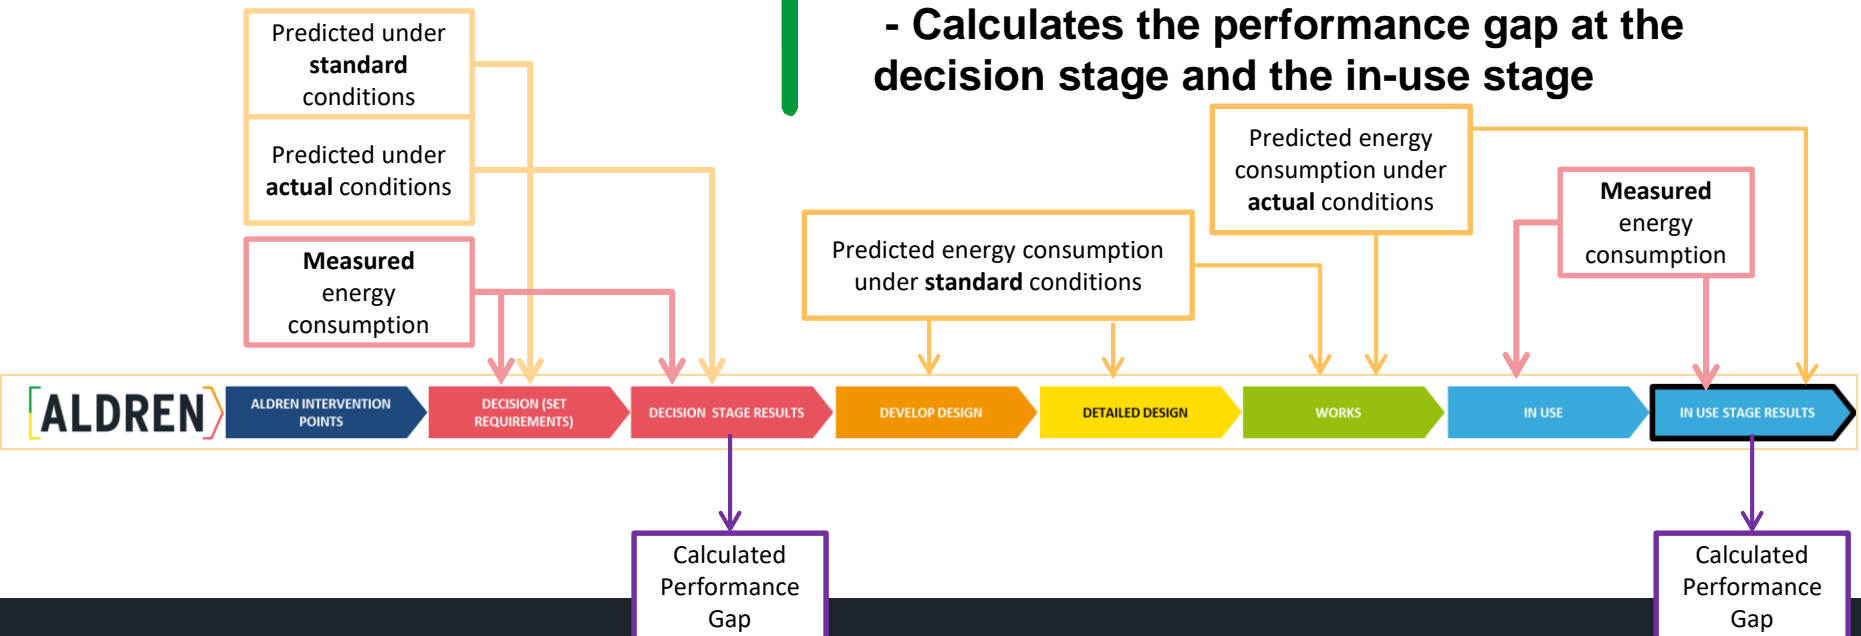 - Calculates the performance gap at the
decision stage and the in-use stage
Predicted under
standard
conditions
Predicted under
actual conditions
Measured
energy
consumption
Predicted energy consumption
under standard conditions
Predicted energy
consumption under
actual conditions
Measured
energy
consumption
ALDREN
ALDREN INTERVENTION
POINTS
DECISION (SET
REQUIREMENTS)
DECISION STAGE RESULTS
DEVELOP DESIGN
DETAILED DESIGN
WORKS
IN USE
IN USE STAGE RESULTS
Calculated
Performance
Gap
Calculated
Performance
Gap